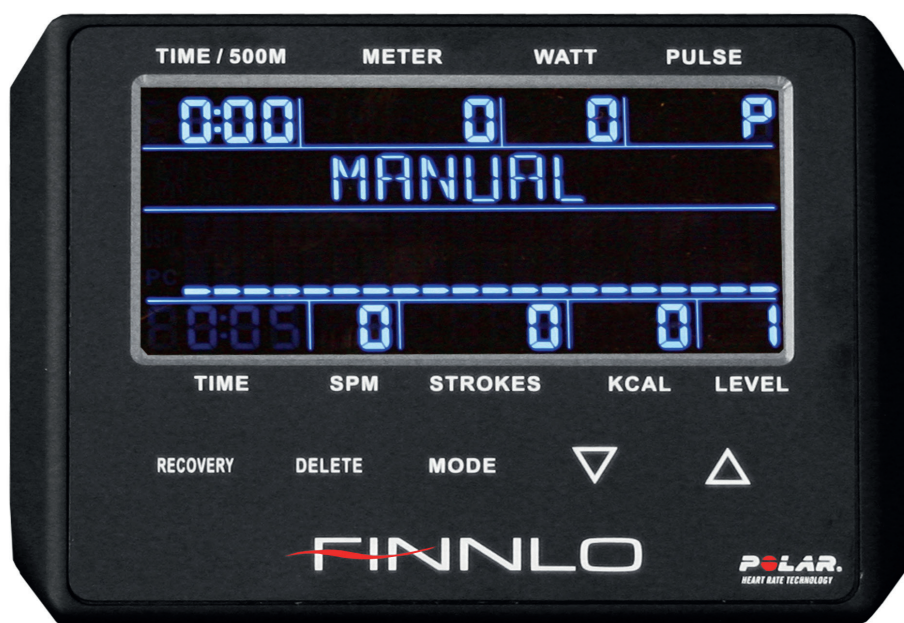 TIME / 500M METER WATT PULSE
0:00 0 0 P
MANUAL
PC
0:05 0 0 0 1
TIME SPM STROKES KCAL LEVEL
RECOVERY DELETE MODE
FINNLO
POLAR.
HEART RATE TECHNOLOGY